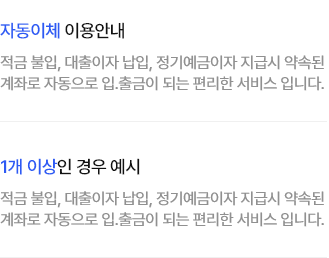 자동이체 이용안내
적금 불입, 대출이자 납입, 정기예금이자 지급시 약속된
계좌로 자동으로 입.출금이 되는 편리한 서비스 입니다.
1개 이상인 경우 예시
적금 불입, 대출이자 납입, 정기예금이자 지급시 약속된
계좌로 자동으로 입.출금이 되는 편리한 서비스 입니다.